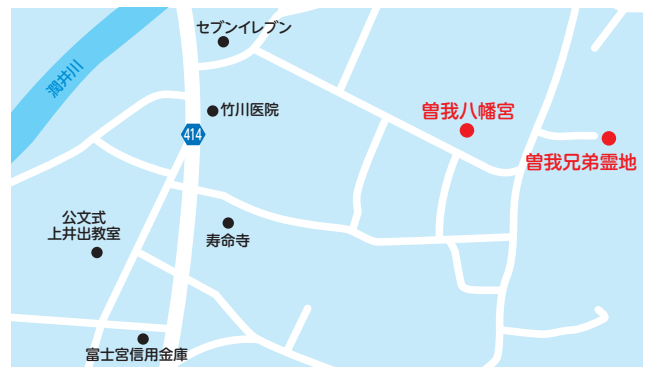 セブンイレブン
潤井川
竹川医院
414
曽我八幡宮
曽我兄弟霊地
公文式
上井出教室
寿命寺
富士宮信用金庫